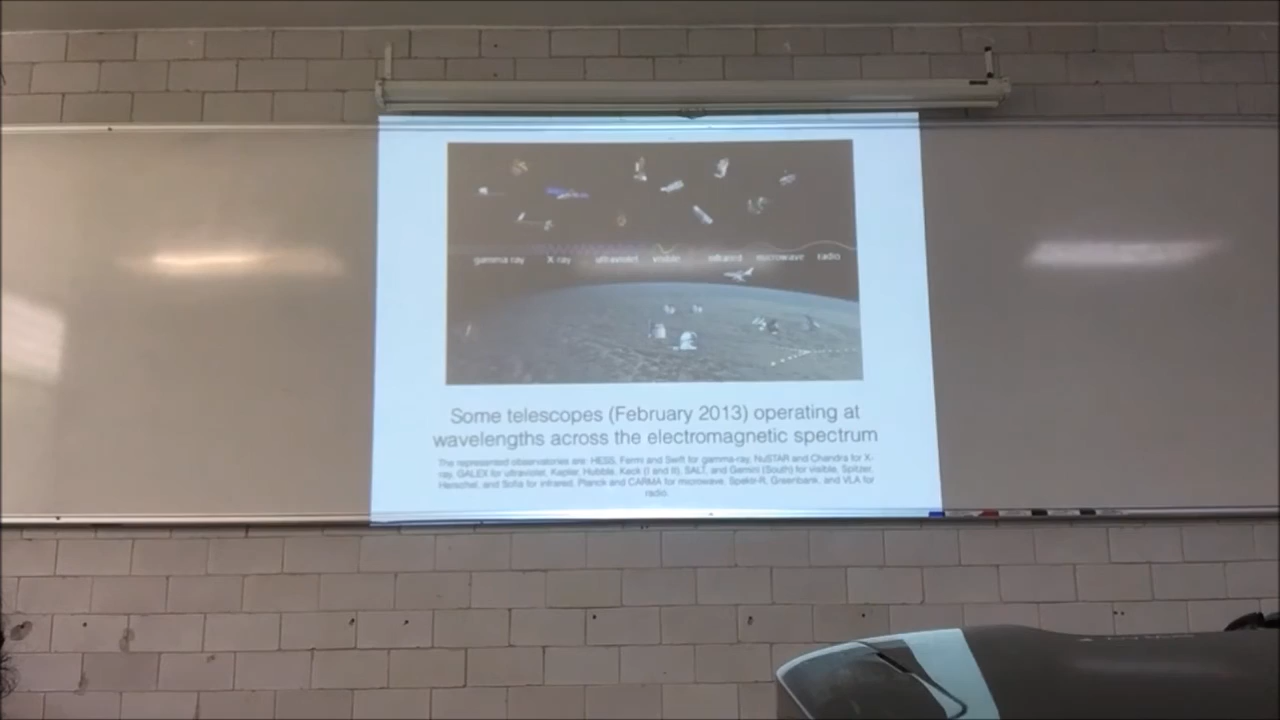 gamma ray X ray ultraviolet visible infrared microwave radio
Some telescopes (February 2013) operating at
wavelengths across the electromagnetic spectrum
The represented observatories are: HESS, Fermi and Swift for gamma-ray, NuSTAR and Chandra for X-
ray, GALEX for ultraviolet, Kepler, Hubble, Keck (I and II), SALT, and Gemini (South) for visible, Spitzer,
Herschel, and Sofia for infrared, Planck and CARMA for microwave, Spektr-R, Greenbank, and VLA for
radio.